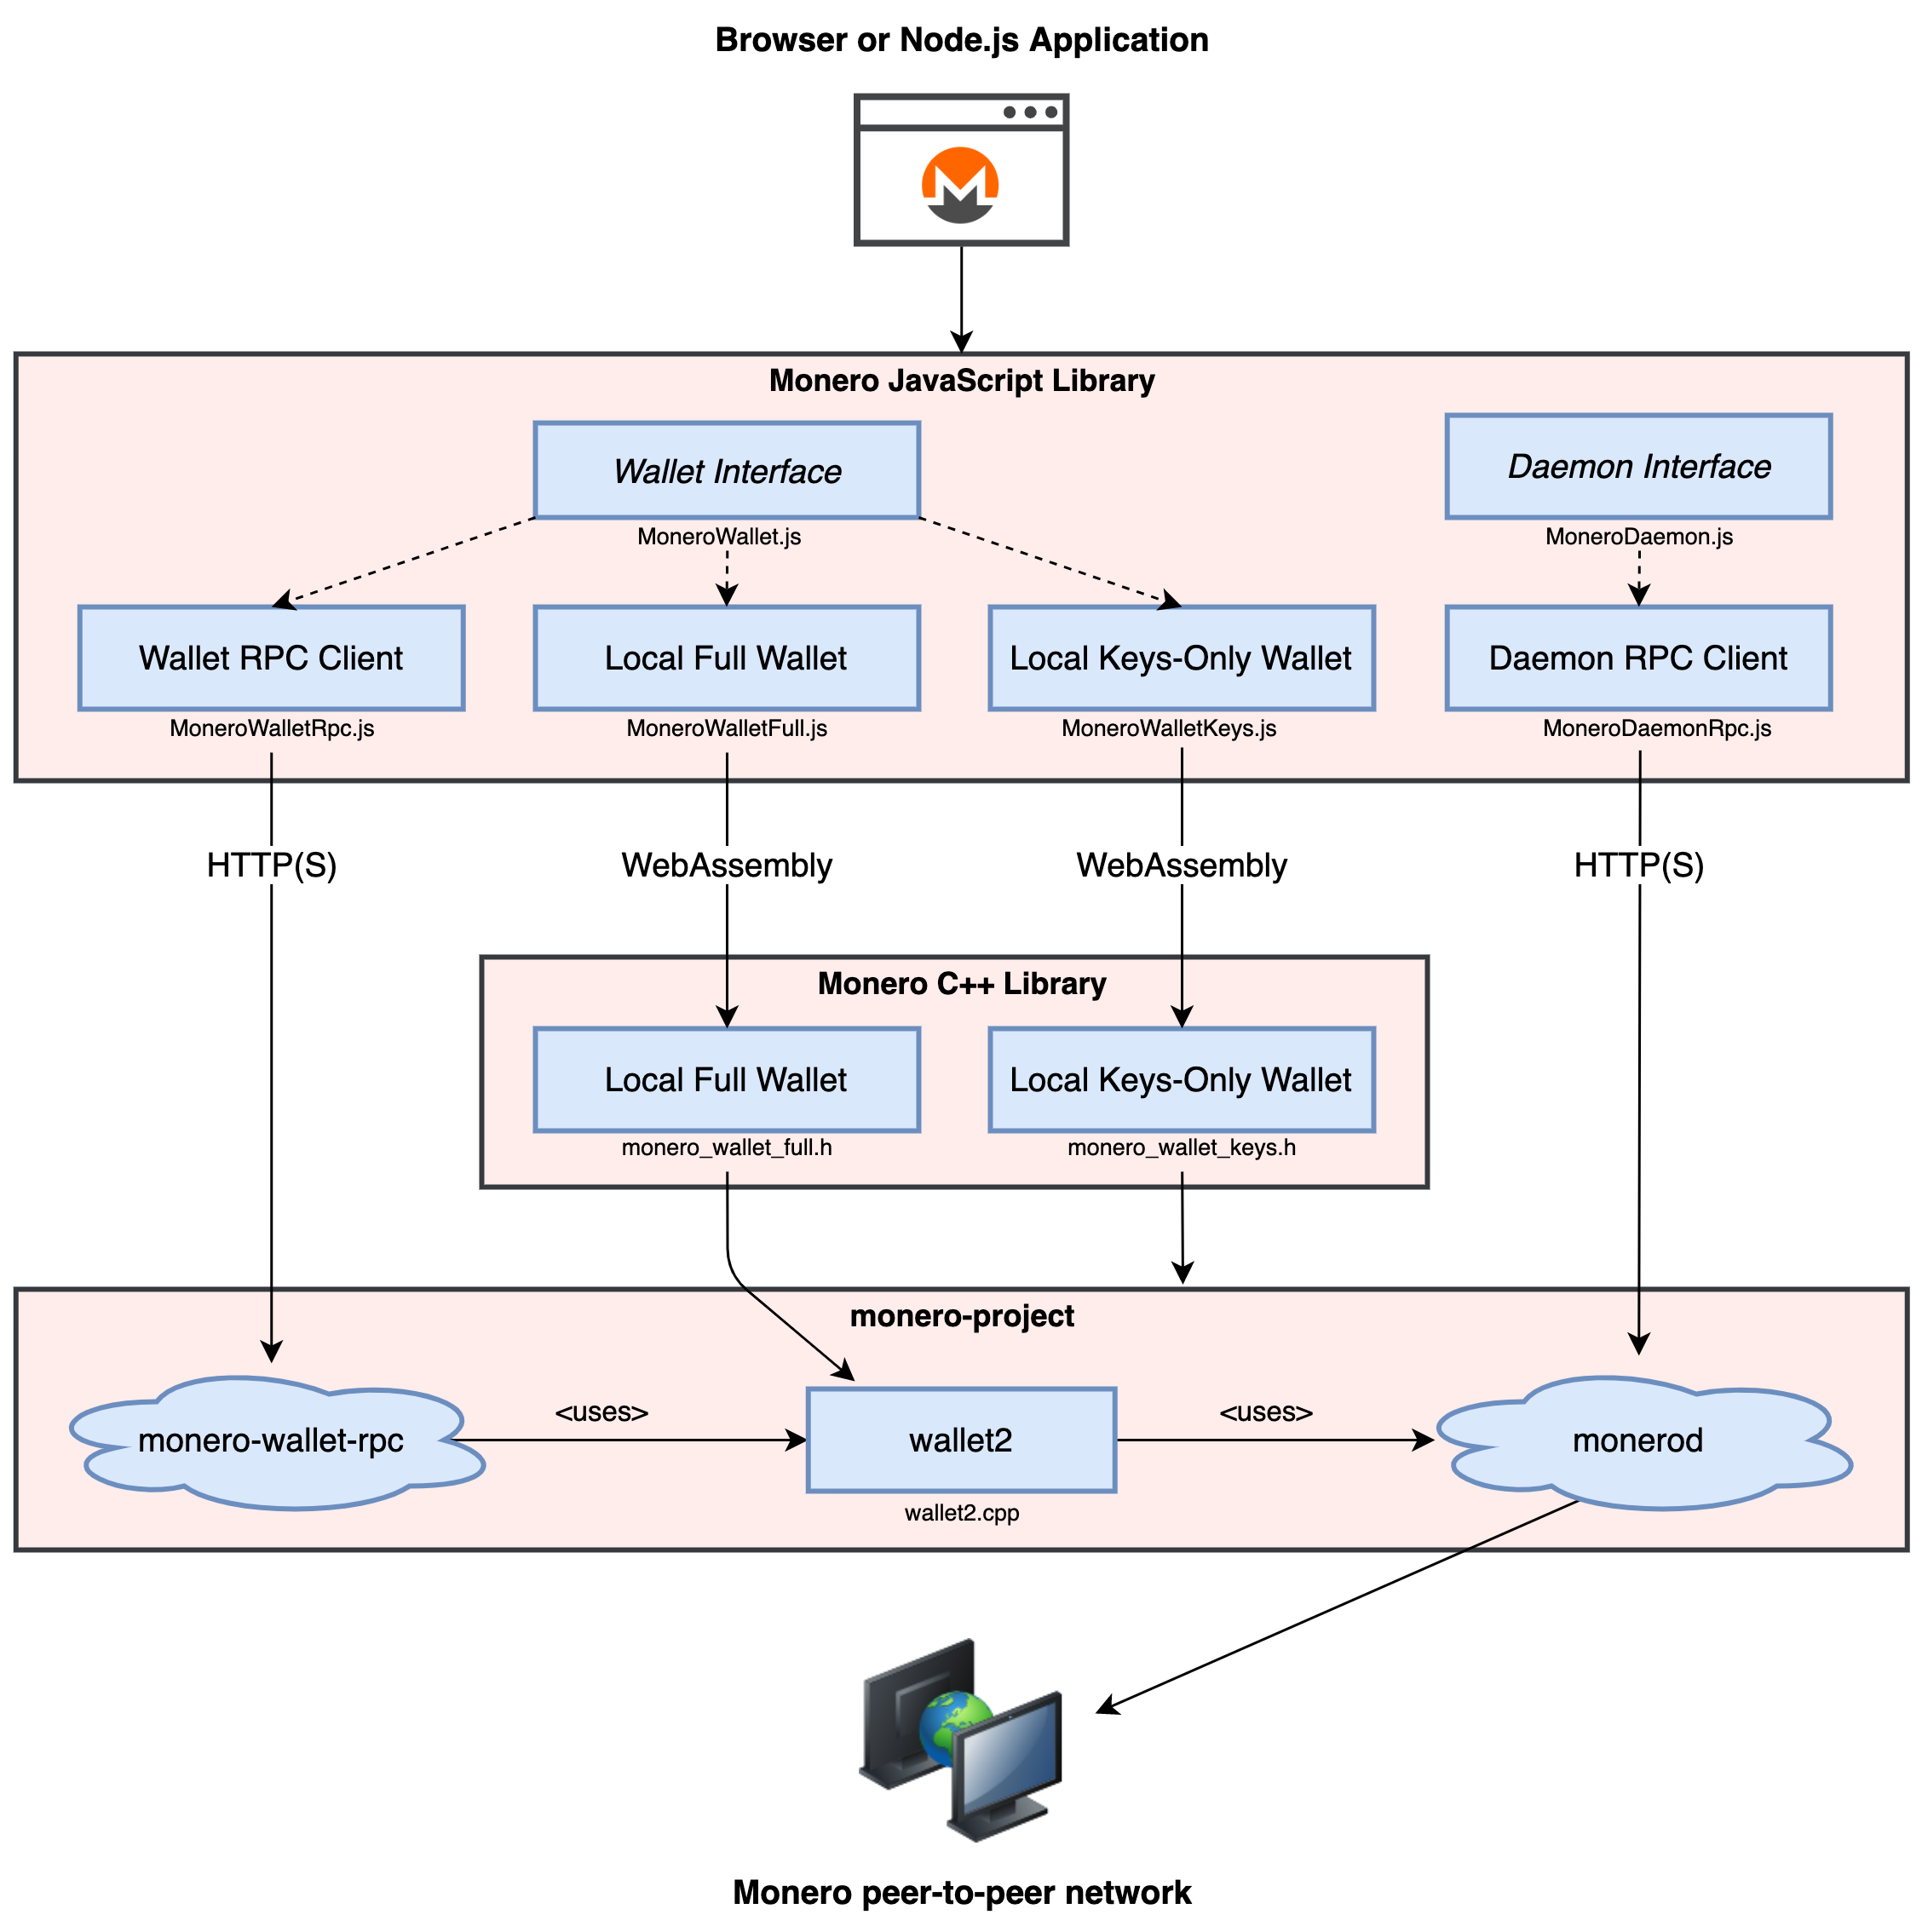 Browser or Node.js Application
Monero JavaScript Library
Wallet Interface
Daemon Interface
MoneroWallet.js
MoneroDaemon.js
Wallet RPC Client
Local Full Wallet
Local Keys-Only Wallet
Daemon RPC Client
MoneroWalletRpc.js
MoneroWalletFull.js
MoneroWalletKeys.js
MoneroDaemonRpc.js
HTTP(S)
WebAssembly
WebAssembly
HTTP(S)
Monero C++ Library
Local Full Wallet
Local Keys-Only Wallet
monero_wallet_full.h
monero_wallet_keys.h
monero-project
monero-wallet-rpc
<uses>
wallet2
<uses>
monerod
wallet2.cpp
Monero peer-to-peer network